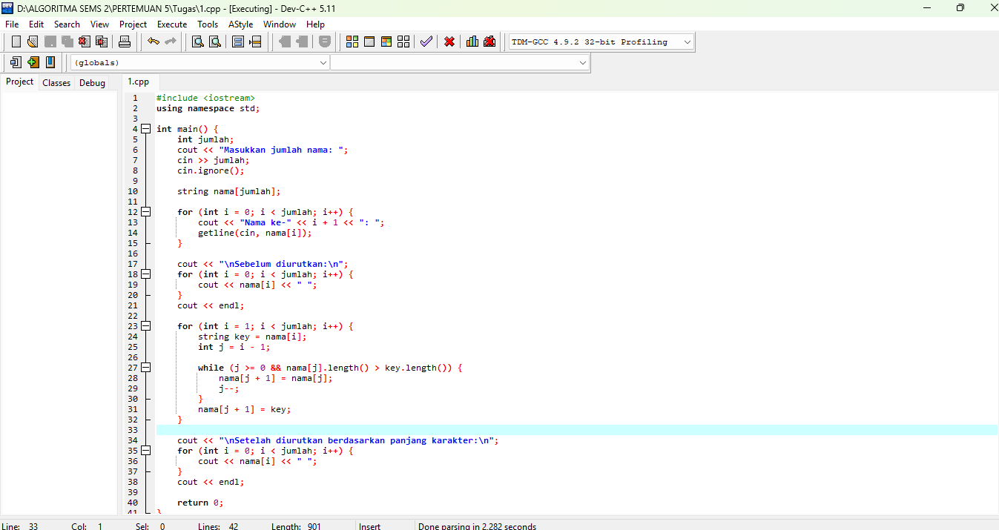 D:\ALGORITMA SEMS 2\PERTEMUAN 5\Tugas\1.cpp - [Executing] - Dev-C++ 5.11
File Edit Search View Project Execute Tools AStyle Window Help
TDM-GCC 4.9.2 32-bit Profiling
(globals)
Project Classes Debug 1.cpp
1 #include <iostream>
2 using namespace std;
3
4 int main() {
5 int jumlah;
6 cout << "Masukkan jumlah nama: ";
7 cin >> jumlah;
8 cin.ignore();
9
10 string nama[jumlah];
11
12 for (int i = 0; i < jumlah; i++) {
13 cout << "Nama ke-" << i + 1 << ": ";
14 getline(cin, nama[i]);
15 }
16
17 cout << "\nSebelum diurutkan:\n";
18 for (int i = 0; i < jumlah; i++) {
19 cout << nama[i] << " ";
20 }
21 cout << endl;
22
23 for (int i = 1; i < jumlah; i++) {
24 string key = nama[i];
25 int j = i - 1;
26
27 while (j >= 0 && nama[j].length() > key.length()) {
28 nama[j + 1] = nama[j];
29 j--;
30 }
31 nama[j + 1] = key;
32 }
33
34 cout << "\nSetelah diurutkan berdasarkan panjang karakter:\n";
35 for (int i = 0; i < jumlah; i++) {
36 cout << nama[i] << " ";
37 }
38 cout << endl;
39
40 return 0;
41 }
Line: 33 Col: 1 Sel: 0 Lines: 42 Length: 901 Insert Done parsing in 2.282 seconds